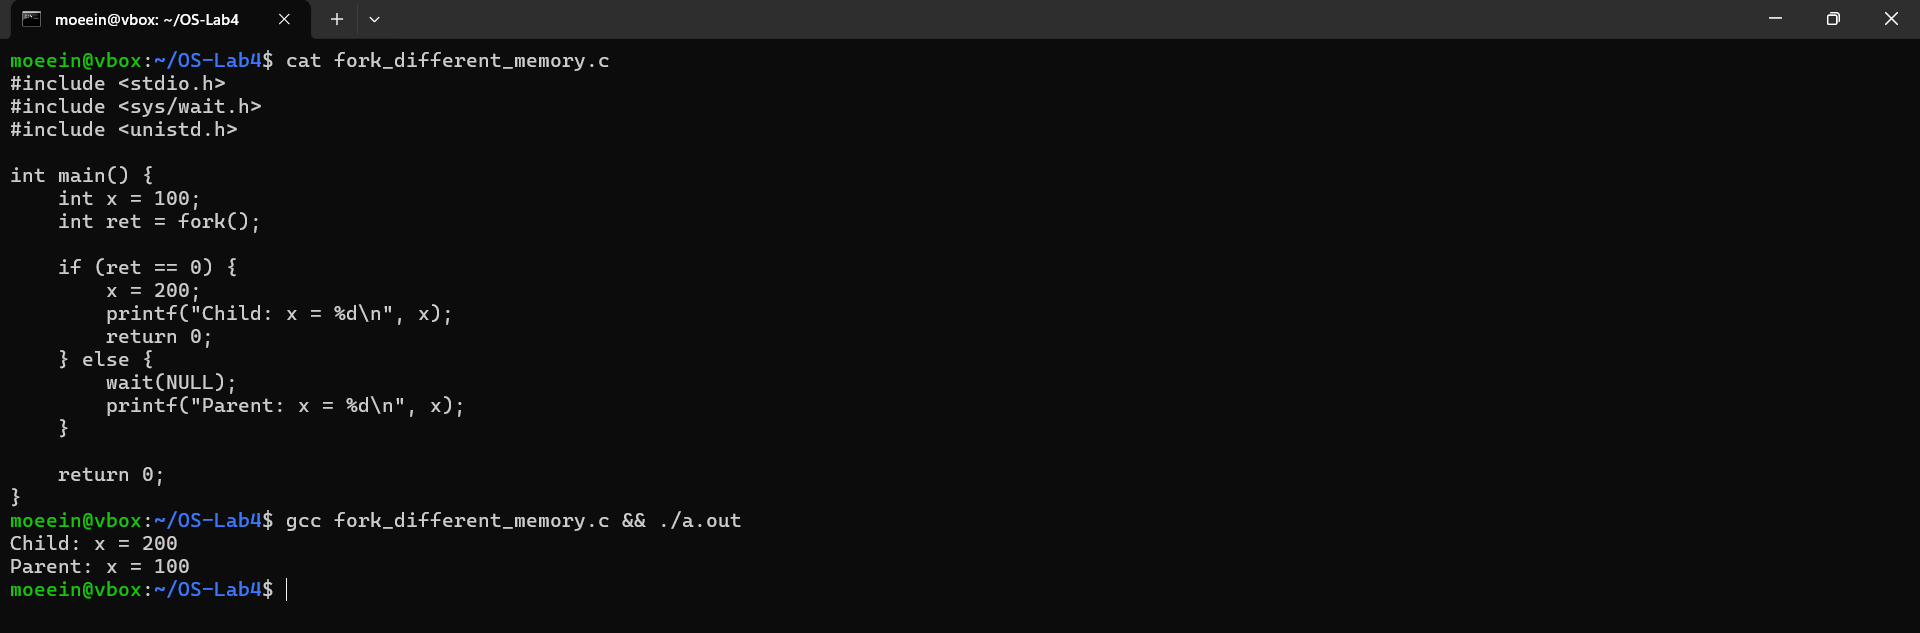 moeein@vbox: ~/OS-Lab4
moeein@vbox:~/OS-Lab4$ cat fork_different_memory.c
#include <stdio.h>
#include <sys/wait.h>
#include <unistd.h>

int main() {
    int x = 100;
    int ret = fork();

    if (ret == 0) {
        x = 200;
        printf("Child: x = %d\n", x);
        return 0;
    } else {
        wait(NULL);
        printf("Parent: x = %d\n", x);
    }

    return 0;
}
moeein@vbox:~/OS-Lab4$ gcc fork_different_memory.c && ./a.out
Child: x = 200
Parent: x = 100
moeein@vbox:~/OS-Lab4$